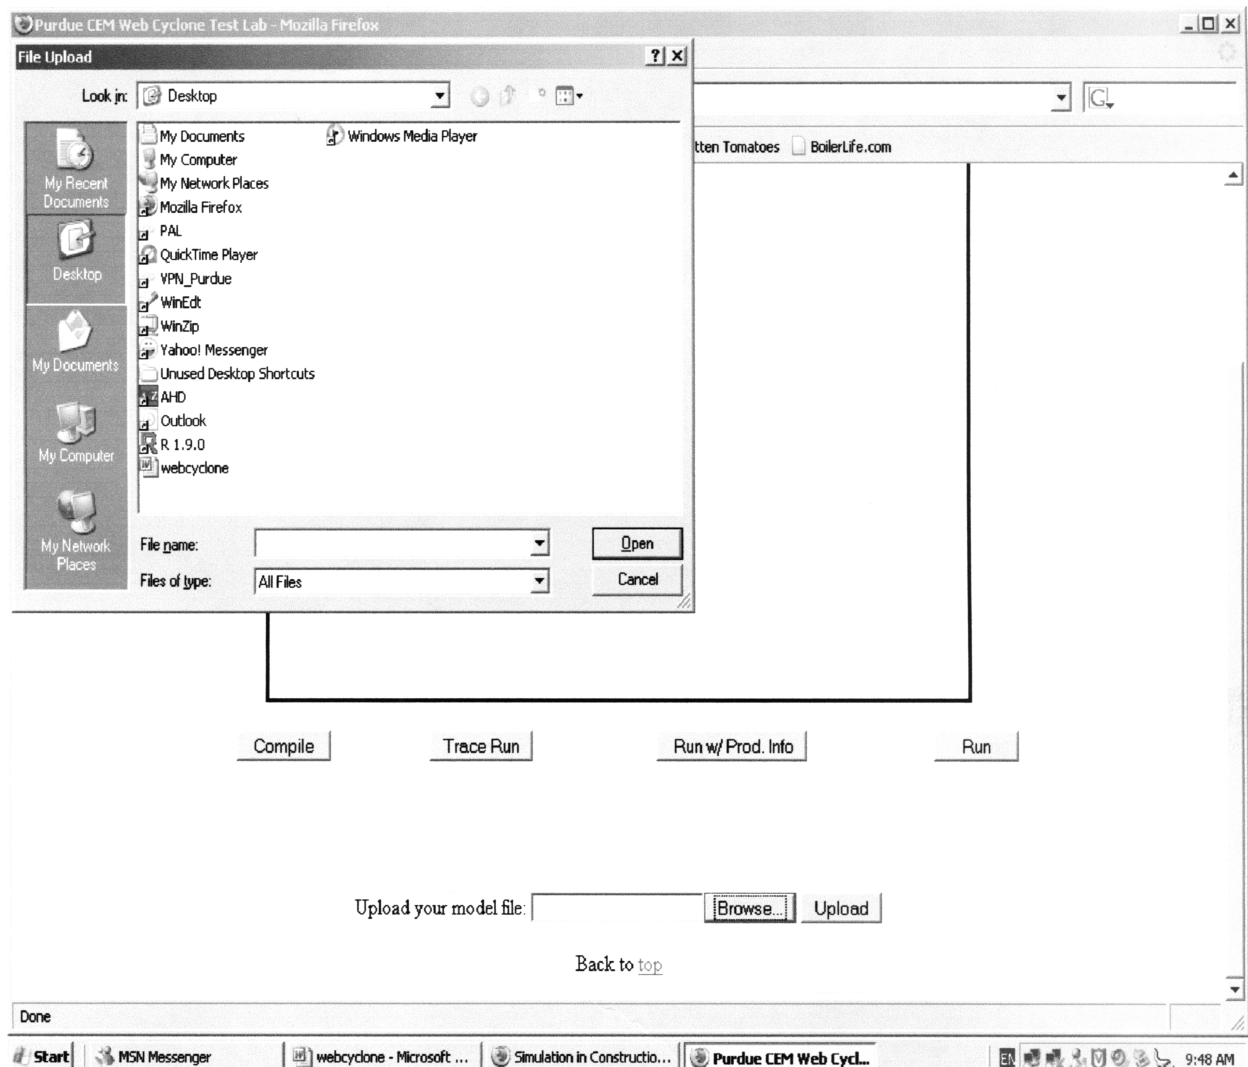 Purdue CEM Web Cyclone Test Lab - Mozilla Firefox
File Upload
Look in: Desktop
My Recent Documents
Desktop
My Documents
My Computer
My Network Places
My Documents
My Computer
My Network Places
Mozilla Firefox
PAL
QuickTime Player
VPN_Purdue
WinEdt
WinZip
Yahoo! Messenger
Unused Desktop Shortcuts
AHD
Outlook
R 1.9.0
webcyclone
Windows Media Player
File name:
Open
Files of type: All Files
Cancel
G
tten Tomatoes BoilerLife.com
Compile Trace Run Run w/ Prod. Info Run
Upload your model file: Browse... Upload
Back to top
Done
Start MSN Messenger webcyclone - Microsoft ... Simulation in Constructio... Purdue CEM Web Cycl... EN 9:48 AM